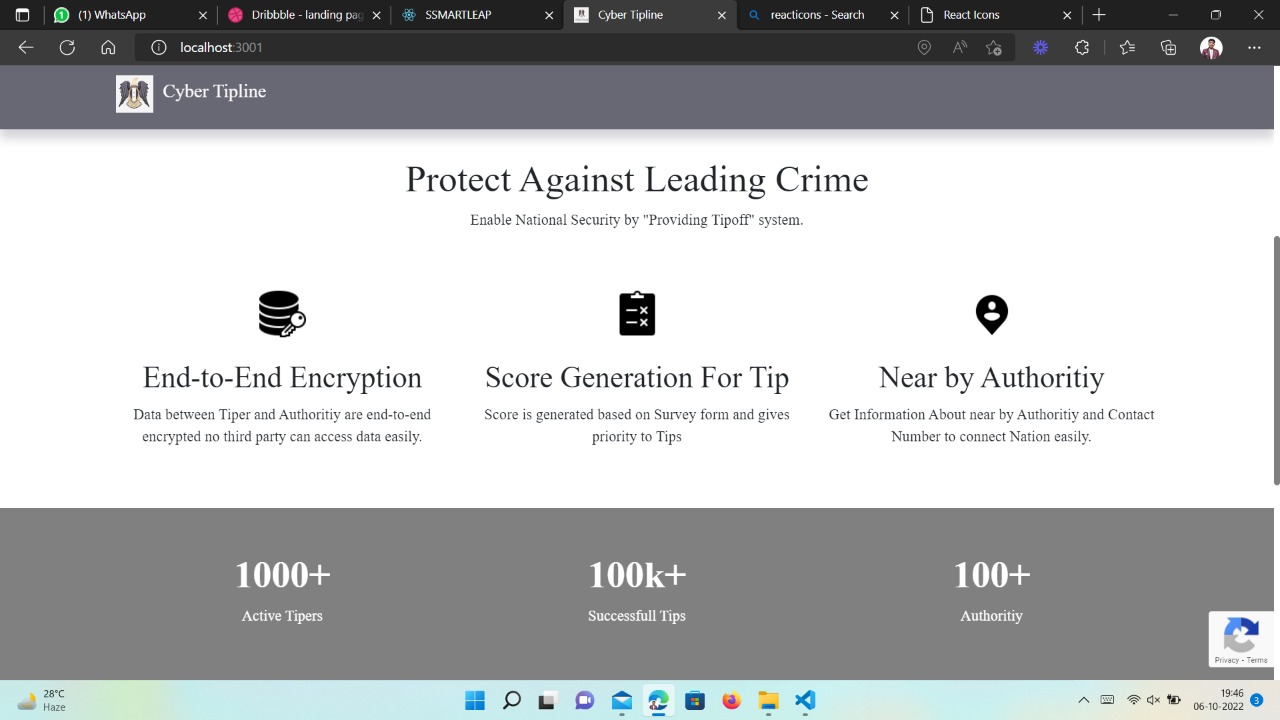 1
WhatsApp
Dribbble - Landing pag
SSMARTLEAP
Cyber Tipline
reacticons - Search
React Icons
localhost:3001
Cyber Tipline
Protect Against Leading Crime
Enable National Security by "Providing Tipoff" system.
End-to-End Encryption
Data between Tiper and Authoritiy are end-to-end
encrypted no third party can access data easily.
Score Generation For Tip
Score is generated based on Survey form and gives
priority to Tips
Near by Authoritiy
Get Information About near by Authoritiy and Contact
Number to connect Nation easily.
1000+
Active Tipers
100k+
Successfull Tips
100+
Authoritiy
Privacy - Terms
28°C
Haze
19:46
06-10-2022
3